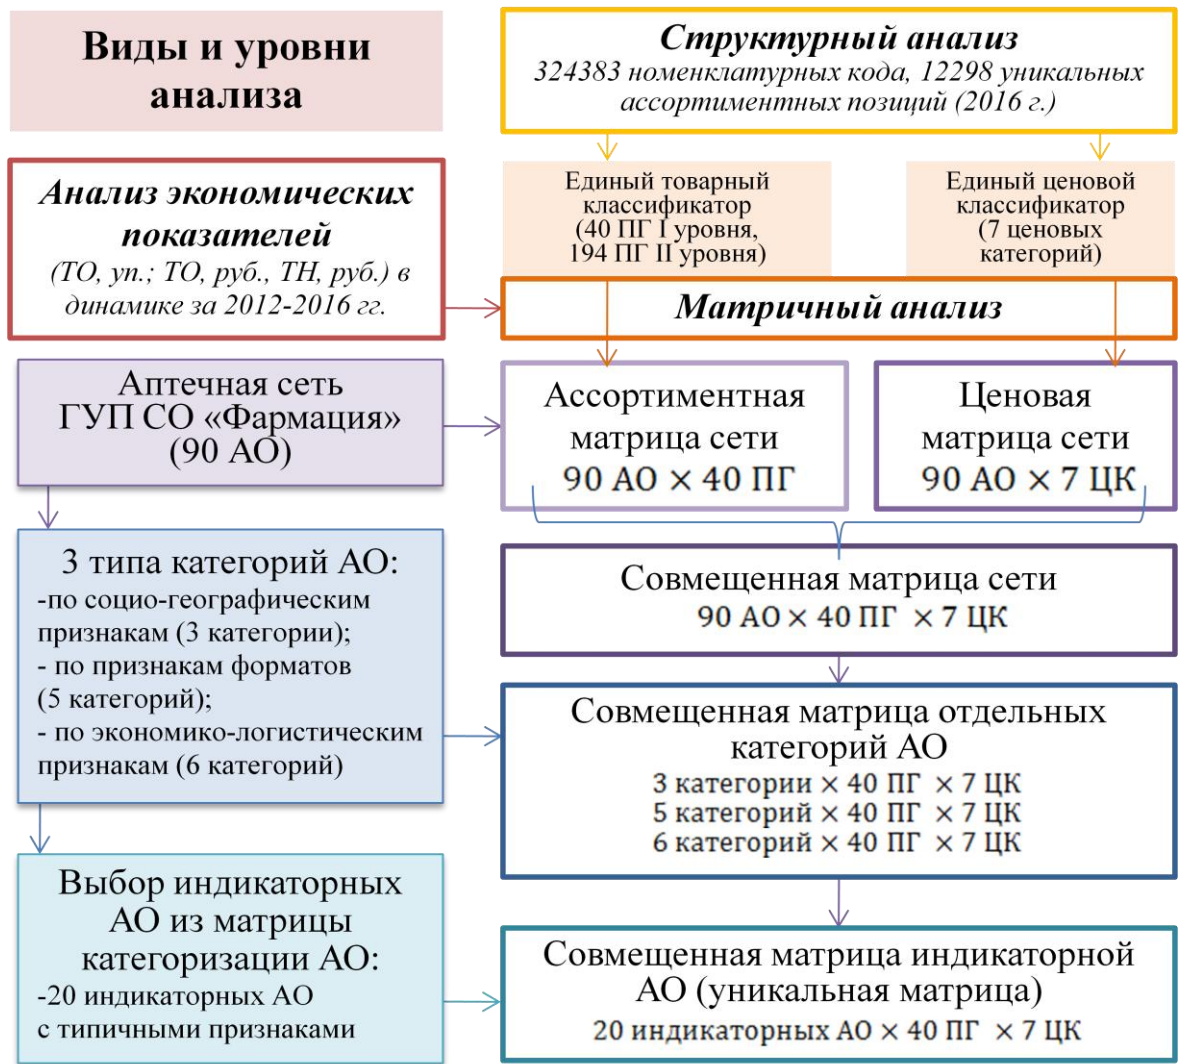 Виды и уровни
анализа
Структурный анализ
324383 номенклатурных кода, 12298 уникальных
ассортиментных позиций (2016 г.)
Анализ экономических
показателей
(ТО, уп.; ТО, руб., ТН, руб.) в
динамике за 2012-2016 гг.
Единый товарный
классификатор
(40 ПГ I уровня,
194 ПГ II уровня)
Единый ценовой
классификатор
(7 ценовых
категорий)
Матричный анализ
Аптечная сеть
ГУП СО «Фармация»
(90 АО)
Ассортиментная
матрица сети
90 АО × 40 ПГ
Ценовая
матрица сети
90 АО × 7 ЦК
3 типа категорий АО:
-по социо-географическим
признакам (3 категории);
- по признакам форматов
(5 категорий);
- по экономико-логистическим
признакам (6 категорий)
Совмещенная матрица сети
90 АО × 40 ПГ × 7 ЦК
Совмещенная матрица отдельных
категорий АО
3 категории × 40 ПГ × 7 ЦК
5 категорий × 40 ПГ × 7 ЦК
6 категорий × 40 ПГ × 7 ЦК
Выбор индикаторных
АО из матрицы
категоризации АО:
-20 индикаторных АО
с типичными признаками
Совмещенная матрица индикаторной
АО (уникальная матрица)
20 индикаторных АО × 40 ПГ × 7 ЦК